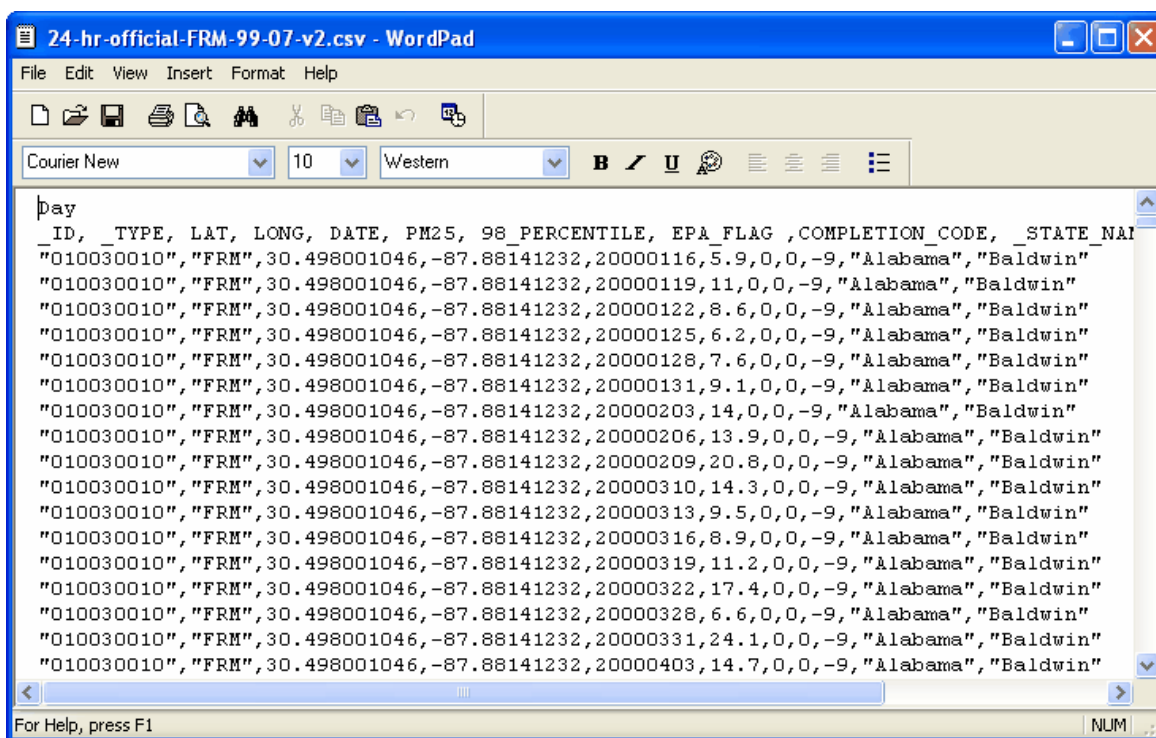 24-hr-official-FRM-99-07-v2.csv - WordPad
File Edit View Insert Format Help
Courier New 10 Western B I U
Day
_ID, _TYPE, LAT, LONG, DATE, PM25, 98_PERCENTILE, EPA_FLAG ,COMPLETION_CODE, _STATE_NAM
"010030010","FRM",30.498001046,-87.88141232,20000116,5.9,0,0,-9,"Alabama","Baldwin"
"010030010","FRM",30.498001046,-87.88141232,20000119,11,0,0,-9,"Alabama","Baldwin"
"010030010","FRM",30.498001046,-87.88141232,20000122,8.6,0,0,-9,"Alabama","Baldwin"
"010030010","FRM",30.498001046,-87.88141232,20000125,6.2,0,0,-9,"Alabama","Baldwin"
"010030010","FRM",30.498001046,-87.88141232,20000128,7.6,0,0,-9,"Alabama","Baldwin"
"010030010","FRM",30.498001046,-87.88141232,20000131,9.1,0,0,-9,"Alabama","Baldwin"
"010030010","FRM",30.498001046,-87.88141232,20000203,14,0,0,-9,"Alabama","Baldwin"
"010030010","FRM",30.498001046,-87.88141232,20000206,13.9,0,0,-9,"Alabama","Baldwin"
"010030010","FRM",30.498001046,-87.88141232,20000209,20.8,0,0,-9,"Alabama","Baldwin"
"010030010","FRM",30.498001046,-87.88141232,20000310,14.3,0,0,-9,"Alabama","Baldwin"
"010030010","FRM",30.498001046,-87.88141232,20000313,9.5,0,0,-9,"Alabama","Baldwin"
"010030010","FRM",30.498001046,-87.88141232,20000316,8.9,0,0,-9,"Alabama","Baldwin"
"010030010","FRM",30.498001046,-87.88141232,20000319,11.2,0,0,-9,"Alabama","Baldwin"
"010030010","FRM",30.498001046,-87.88141232,20000322,17.4,0,0,-9,"Alabama","Baldwin"
"010030010","FRM",30.498001046,-87.88141232,20000328,6.6,0,0,-9,"Alabama","Baldwin"
"010030010","FRM",30.498001046,-87.88141232,20000331,24.1,0,0,-9,"Alabama","Baldwin"
"010030010","FRM",30.498001046,-87.88141232,20000403,14.7,0,0,-9,"Alabama","Baldwin"
For Help, press F1 NUM